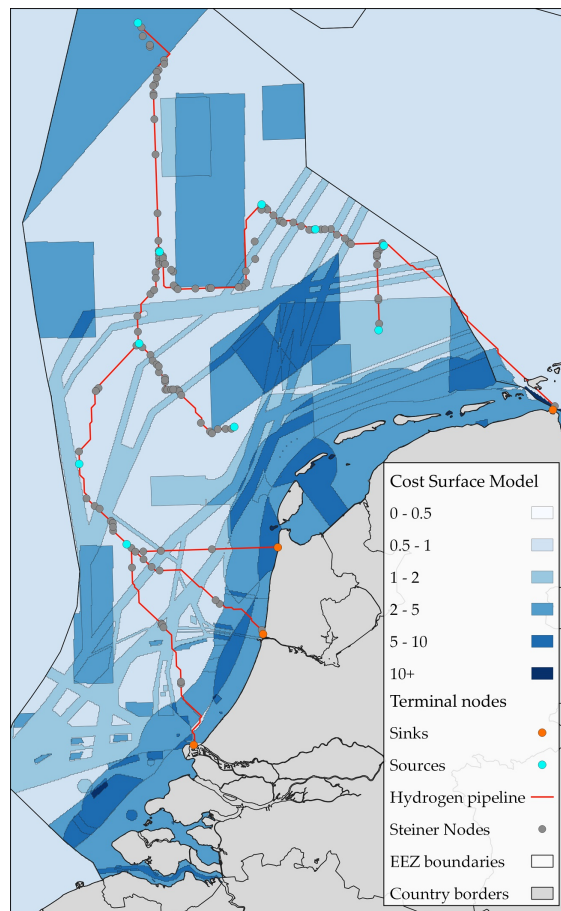 Cost Surface Model
0 - 0.5
0.5 - 1
1 - 2
2 - 5
5 - 10
10+
Terminal nodes
Sinks
Sources
Hydrogen pipeline
Steiner Nodes
EEZ boundaries
Country borders